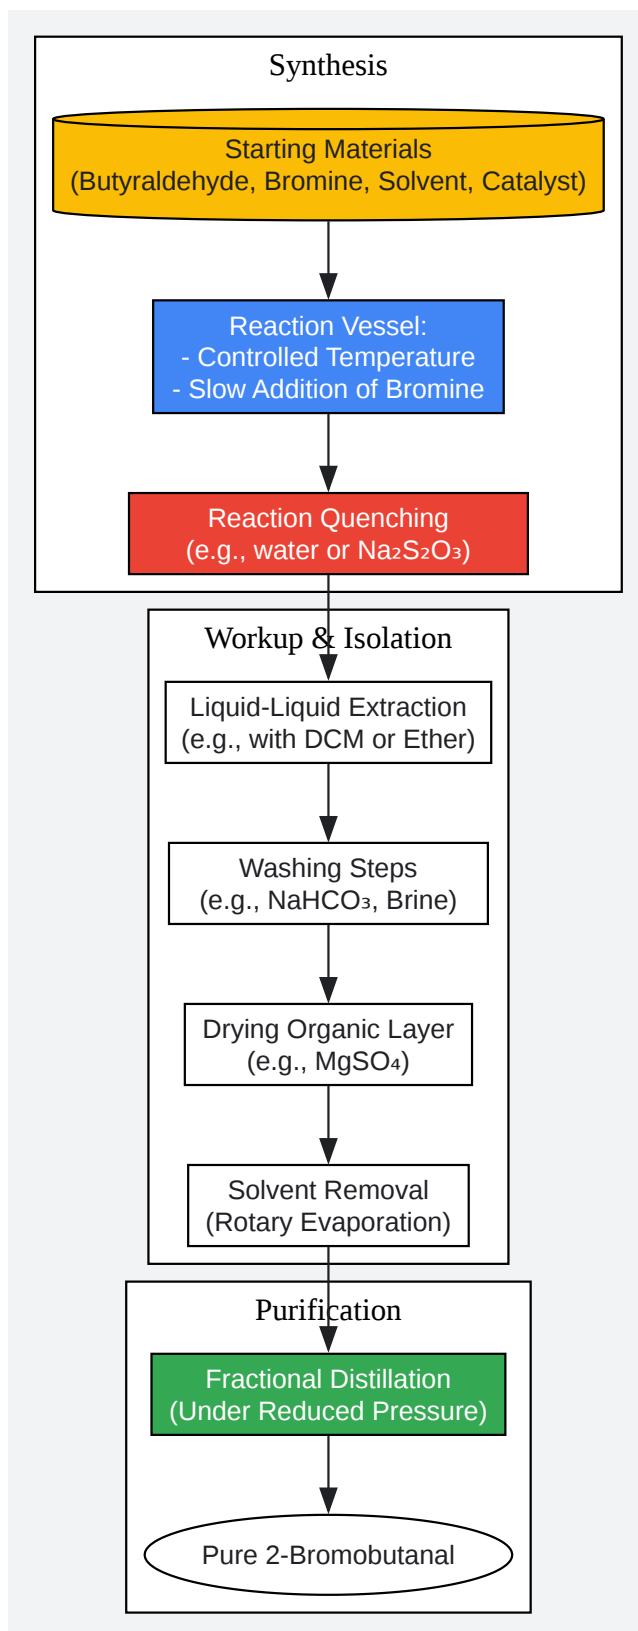 Synthesis
Starting Materials
(Butyraldehyde, Bromine, Solvent, Catalyst)
Reaction Vessel:
- Controlled Temperature
- Slow Addition of Bromine
Reaction Quenching
(e.g., water or Na₂S₂O₃)
Workup & Isolation
Liquid-Liquid Extraction
(e.g., with DCM or Ether)
Washing Steps
(e.g., NaHCO₃, Brine)
Drying Organic Layer
(e.g., MgSO₄)
Solvent Removal
(Rotary Evaporation)
Purification
Fractional Distillation
(Under Reduced Pressure)
Pure 2-Bromobutanal